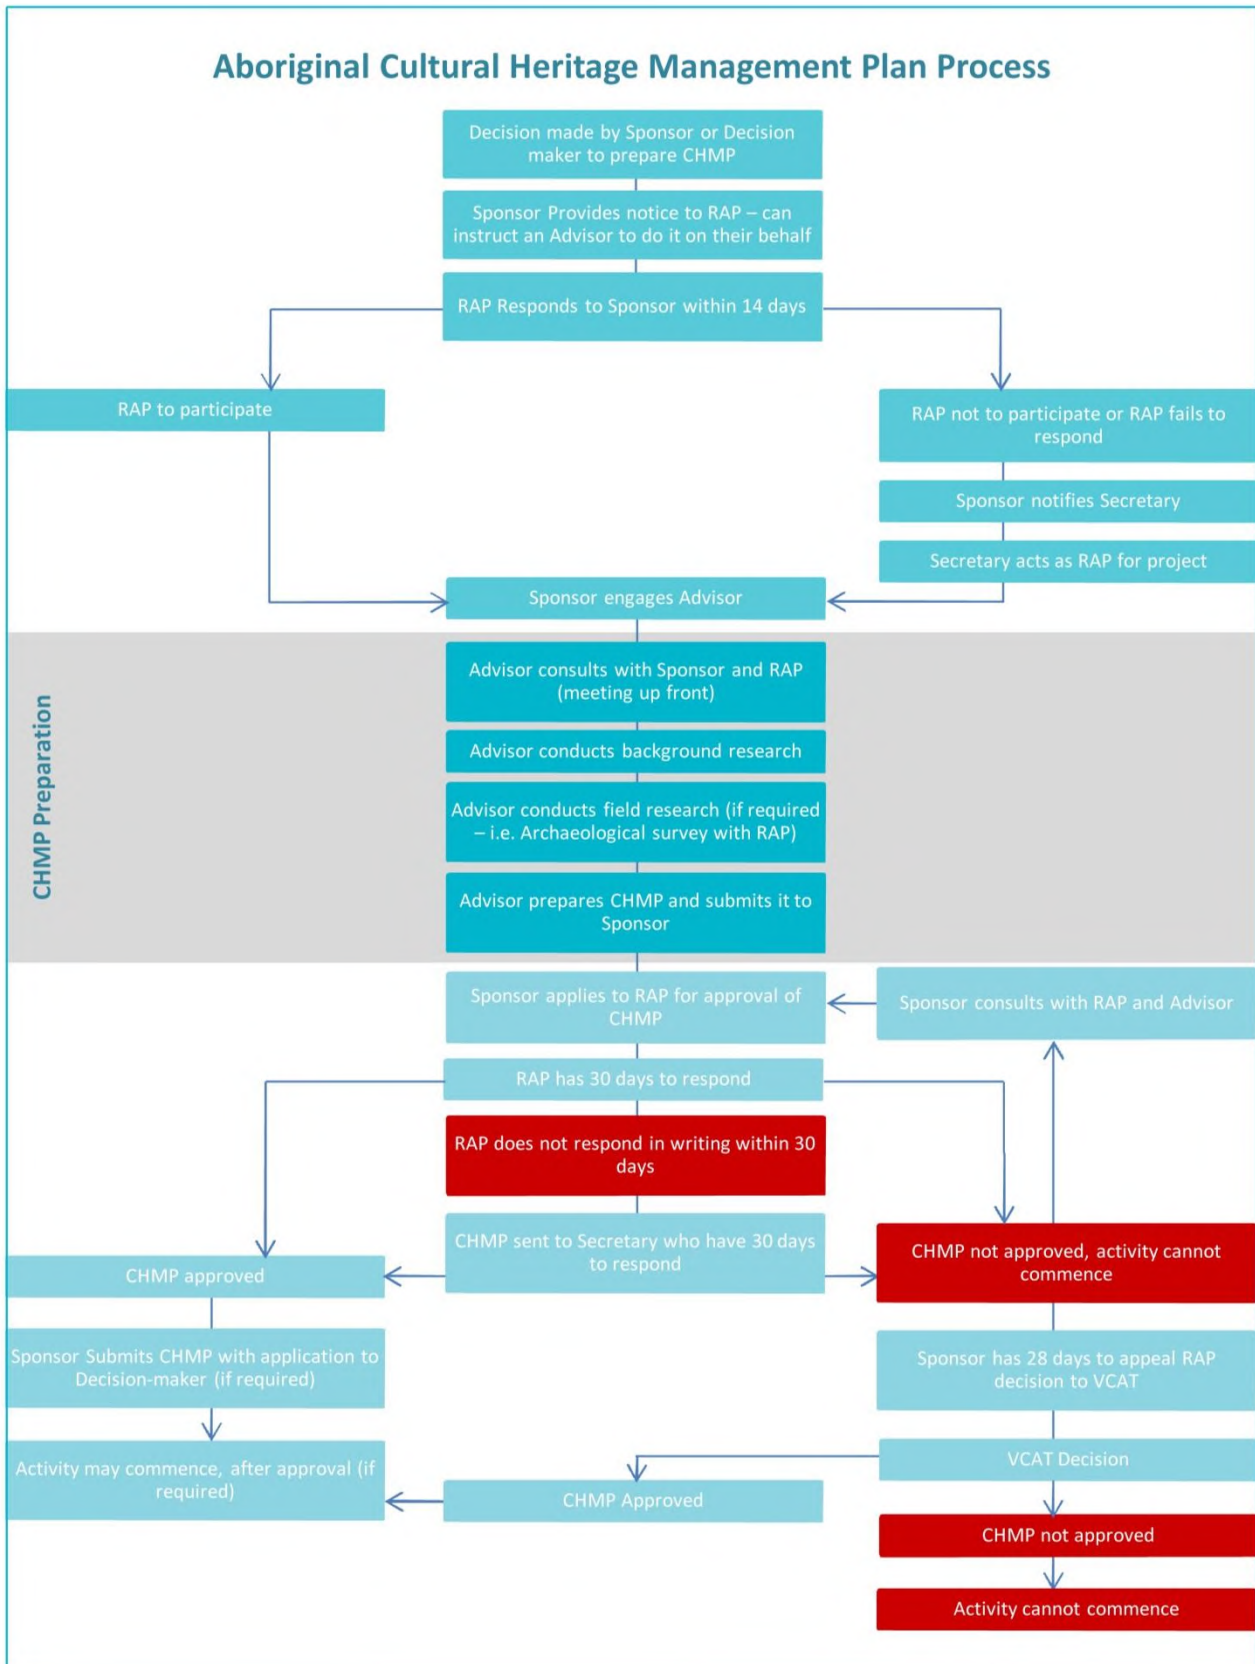 Aboriginal Cultural Heritage Management Plan Process
Decision made by Sponsor or Decision
maker to prepare CHMP
Sponsor Provides notice to RAP – can
instruct an Advisor to do it on their behalf
RAP Responds to Sponsor within 14 days
RAP to participate
RAP not to participate or RAP fails to
respond
Sponsor notifies Secretary
Secretary acts as RAP for project
Sponsor engages Advisor
CHMP Preparation
Advisor consults with Sponsor and RAP
(meeting up front)
Advisor conducts background research
Advisor conducts field research (if required
– i.e. Archaeological survey with RAP)
Advisor prepares CHMP and submits it to
Sponsor
Sponsor applies to RAP for approval of
CHMP
Sponsor consults with RAP and Advisor
RAP has 30 days to respond
RAP does not respond in writing within 30
days
CHMP sent to Secretary who have 30 days
to respond
CHMP approved
CHMP not approved, activity cannot
commence
Sponsor Submits CHMP with application to
Decision-maker (if required)
Sponsor has 28 days to appeal RAP
decision to VCAT
Activity may commence, after approval (if
required)
VCAT Decision
CHMP Approved
CHMP not approved
Activity cannot commence